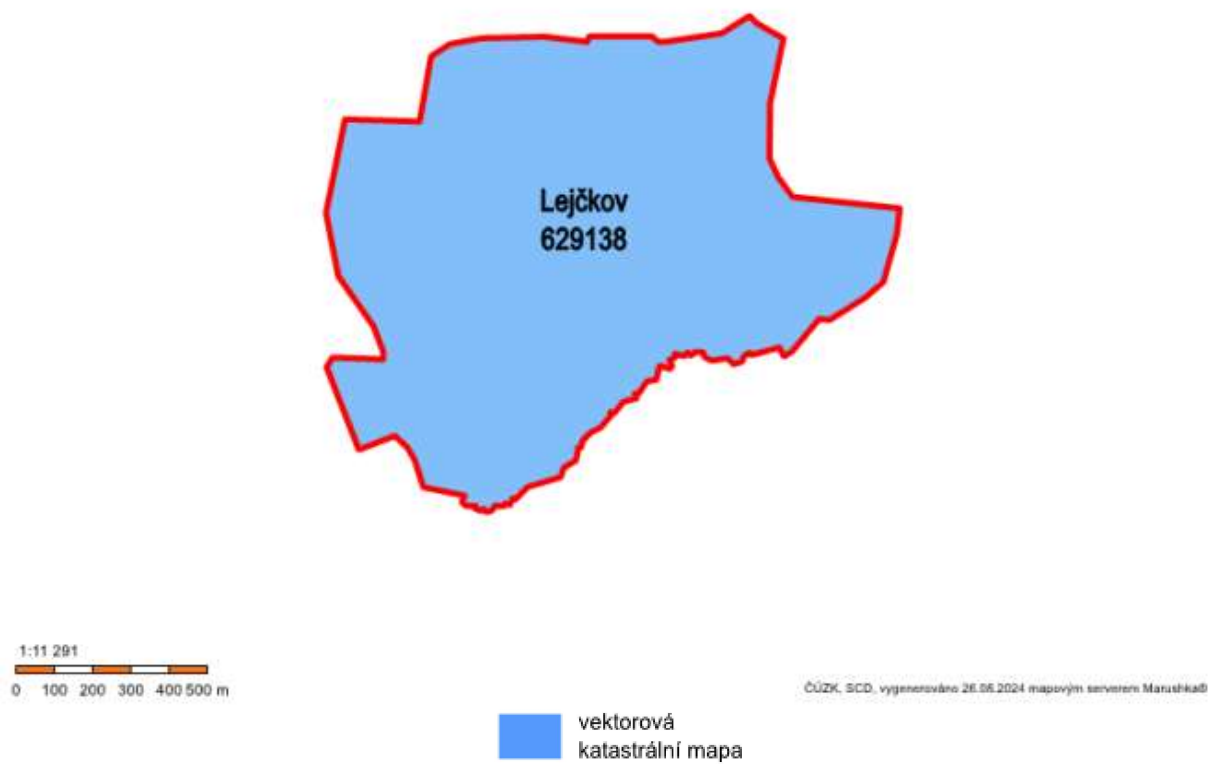 Lejčkov
629138
1:11 291
0 100 200 300 400 500 m
ČÚZK, SCD, vygenerováno 26.06.2024 mapovým serverem Marushka®
vektorová
katastrální mapa